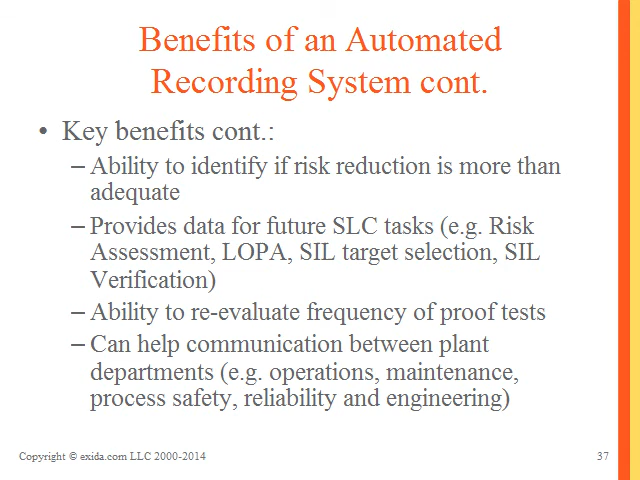 Benefits of an Automated
Recording System cont.
• Key benefits cont.:
– Ability to identify if risk reduction is more than
adequate
– Provides data for future SLC tasks (e.g. Risk
Assessment, LOPA, SIL target selection, SIL
Verification)
– Ability to re-evaluate frequency of proof tests
– Can help communication between plant
departments (e.g. operations, maintenance,
process safety, reliability and engineering)
Copyright © exida.com LLC 2000-2014
37